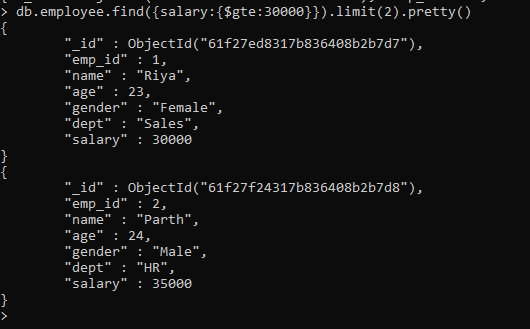 > db.employee.find({salary:{$gte:30000}}).limit(2).pretty()
{
"_id" : ObjectId("61f27ed8317b836408b2b7d7"),
"emp_id" : 1,
"name" : "Riya",
"age" : 23,
"gender" : "Female",
"dept" : "Sales",
"salary" : 30000
}
{
"_id" : ObjectId("61f27f24317b836408b2b7d8"),
"emp_id" : 2,
"name" : "Parth",
"age" : 24,
"gender" : "Male",
"dept" : "HR",
"salary" : 35000
}
>